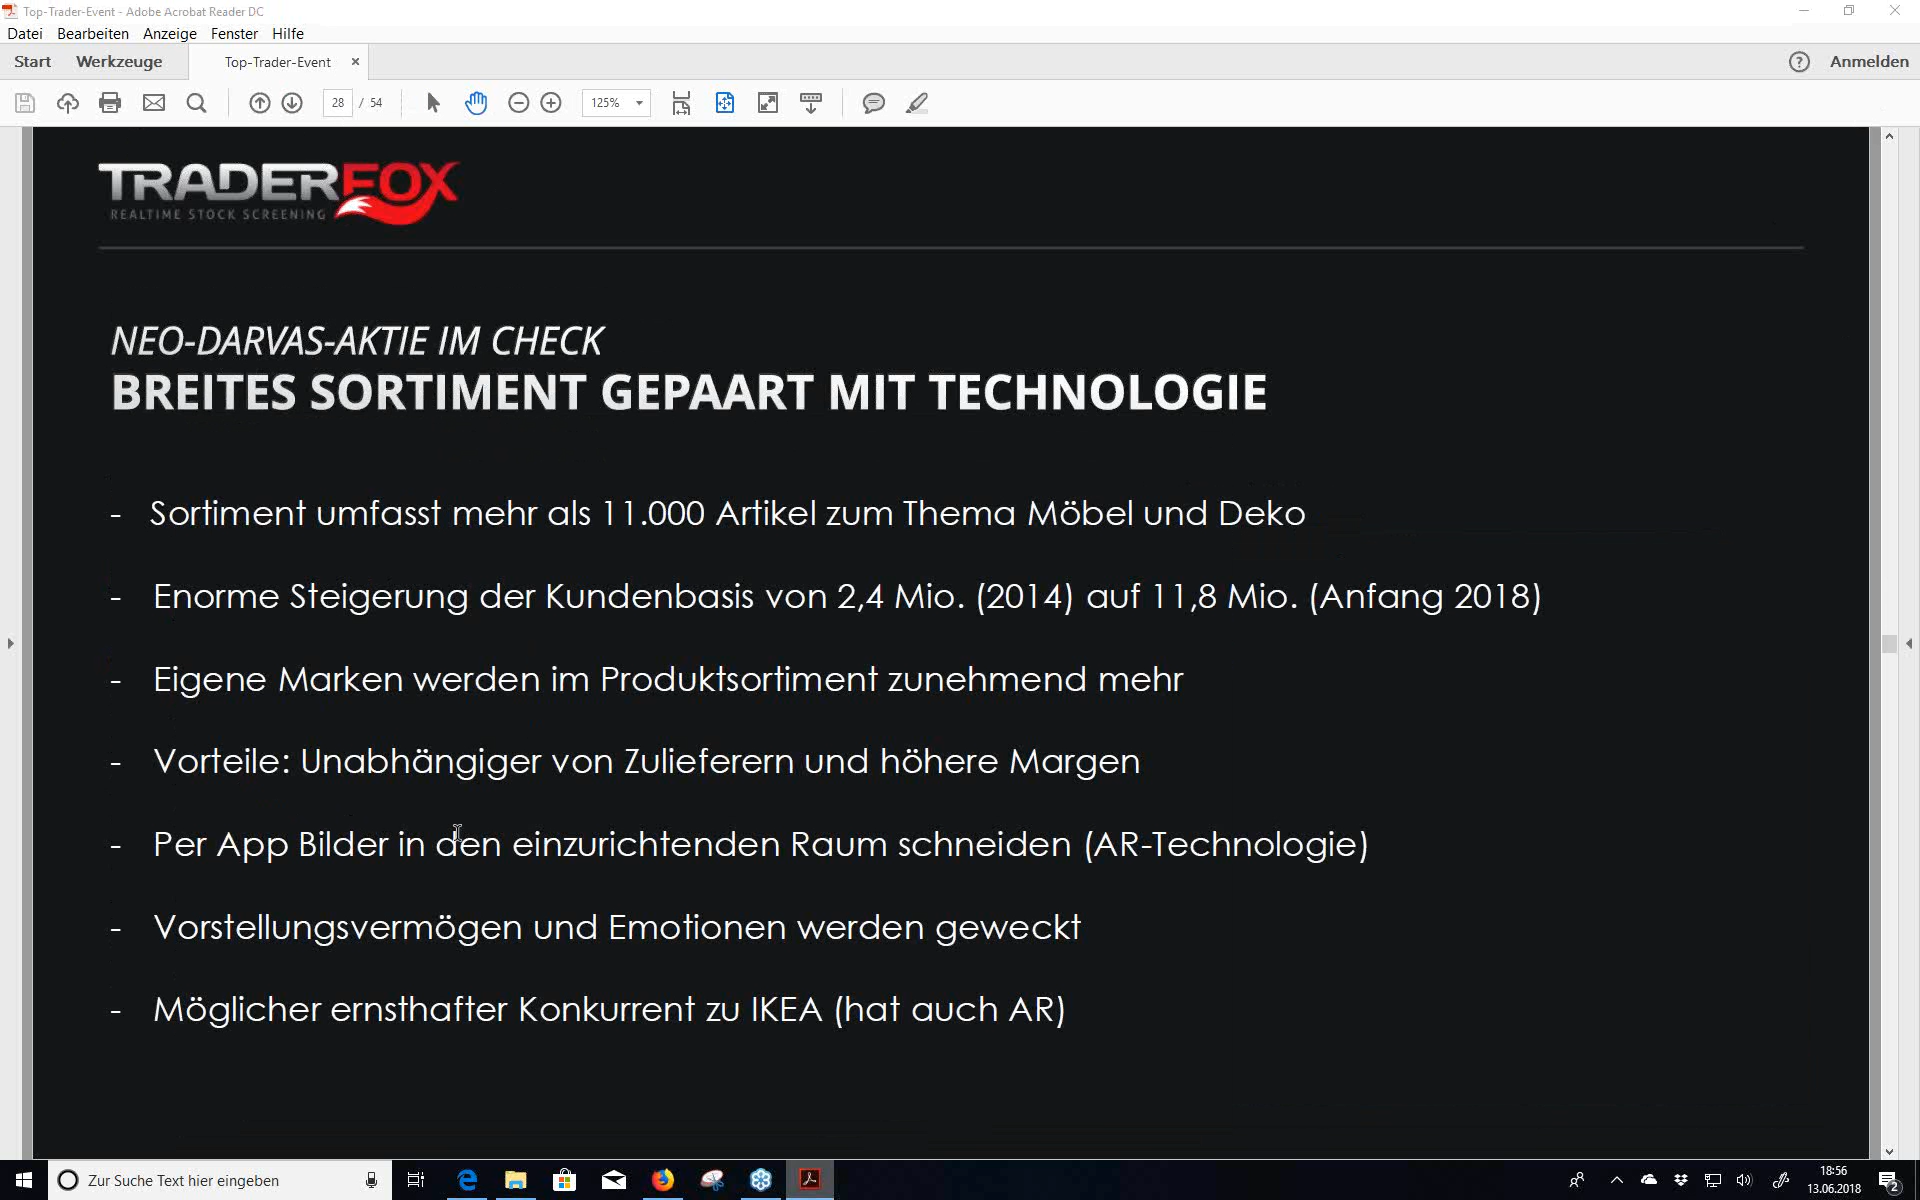 Top-Trader-Event - Adobe Acrobat Reader DC
Datei Bearbeiten Anzeige Fenster Hilfe
Start Werkzeuge Top-Trader-Event × ? Anmelden
28 / 54 125%
TRADERFOX
REALTIME STOCK SCREENING
NEO-DARVAS-AKTIE IM CHECK
BREITES SORTIMENT GEPAART MIT TECHNOLOGIE
- Sortiment umfasst mehr als 11.000 Artikel zum Thema Möbel und Deko
- Enorme Steigerung der Kundenbasis von 2,4 Mio. (2014) auf 11,8 Mio. (Anfang 2018)
- Eigene Marken werden im Produktsortiment zunehmend mehr
- Vorteile: Unabhängiger von Zulieferern und höhere Margen
- Per App Bilder in den einzurichtenden Raum schneiden (AR-Technologie)
- Vorstellungsvermögen und Emotionen werden geweckt
- Möglicher ernsthafter Konkurrent zu IKEA (hat auch AR)
Zur Suche Text hier eingeben
18:56
13.06.2018
2